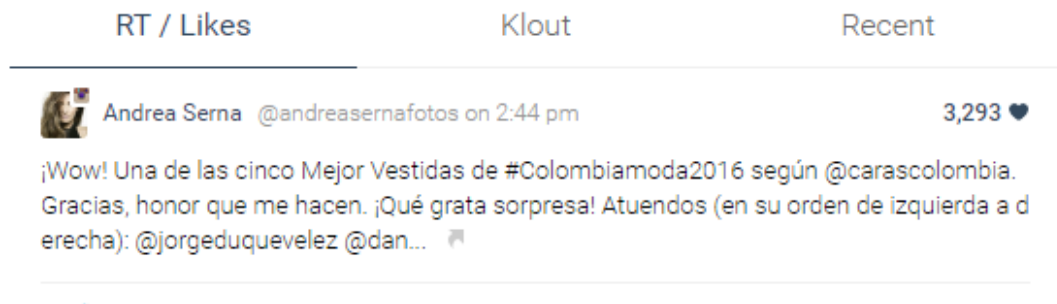 RT / Likes Klout Recent
Andrea Serna @andreasernafotos on 2:44 pm 3,293
¡Wow! Una de las cinco Mejor Vestidas de #Colombiamoda2016 según @carascolombia.
Gracias, honor que me hacen. ¡Qué grata sorpresa! Atuendos (en su orden de izquierda a d
erecha): @jorgeduquevelez @dan...